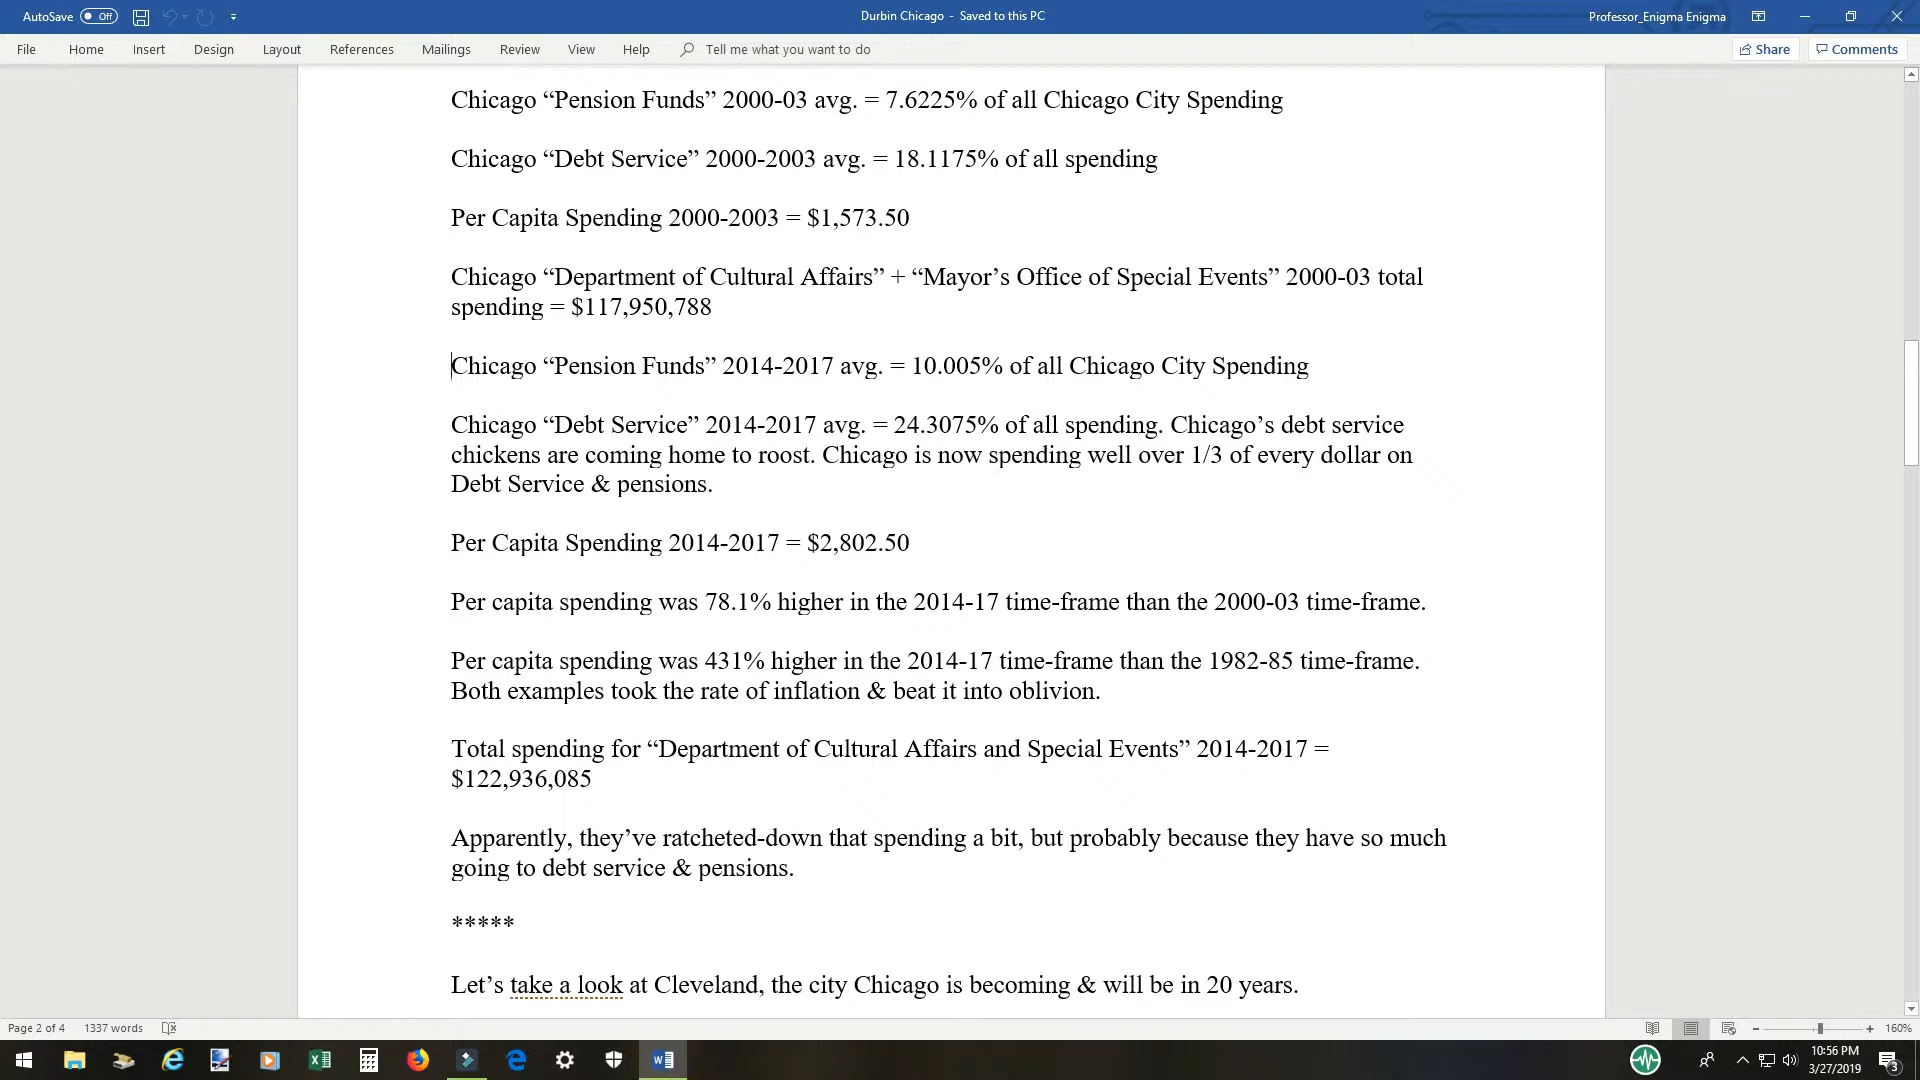 AutoSave Off Durbin Chicago - Saved to this PC Professor_Enigma Enigma
File Home Insert Design Layout References Mailings Review View Help Tell me what you want to do Share Comments
Chicago “Pension Funds” 2000-03 avg. = 7.6225% of all Chicago City Spending
Chicago “Debt Service” 2000-2003 avg. = 18.1175% of all spending
Per Capita Spending 2000-2003 = $1,573.50
Chicago “Department of Cultural Affairs” + “Mayor’s Office of Special Events” 2000-03 total
spending = $117,950,788
Chicago “Pension Funds” 2014-2017 avg. = 10.005% of all Chicago City Spending
Chicago “Debt Service” 2014-2017 avg. = 24.3075% of all spending. Chicago’s debt service
chickens are coming home to roost. Chicago is now spending well over 1/3 of every dollar on
Debt Service & pensions.
Per Capita Spending 2014-2017 = $2,802.50
Per capita spending was 78.1% higher in the 2014-17 time-frame than the 2000-03 time-frame.
Per capita spending was 431% higher in the 2014-17 time-frame than the 1982-85 time-frame.
Both examples took the rate of inflation & beat it into oblivion.
Total spending for “Department of Cultural Affairs and Special Events” 2014-2017 =
$122,936,085
Apparently, they’ve ratcheted-down that spending a bit, but probably because they have so much
going to debt service & pensions.
*****
Let’s take a look at Cleveland, the city Chicago is becoming & will be in 20 years.
Page 2 of 4 1337 words 160%
10:56 PM
3/27/2019 3